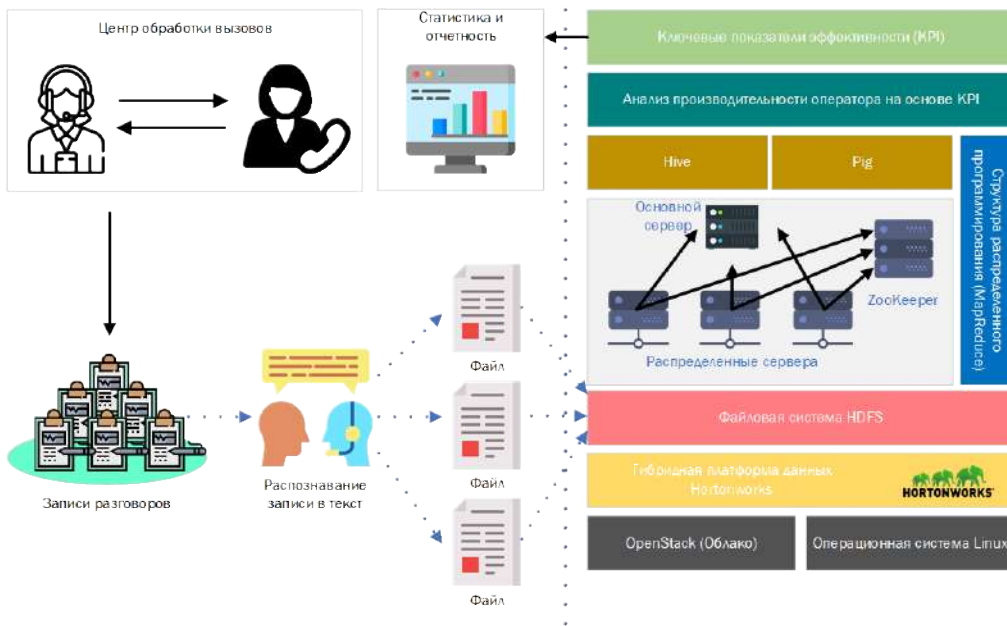 Центр обработки вызовов
Статистика и
отчетность
Ключевые показатели эффективности (KPI)
Анализ производительности оператора на основе KPI
Hive
Pig
Структура распределенного
программирования (MapReduce)
Основной
сервер
ZooKeeper
Распределенные сервера
Файл
Файл
Файл
Записи разговоров
Распознавание
записи в текст
Файловая система HDFS
Гибридная платформа данных
Hortonworks
HORTONWORKS
OpenStack (Облако)
Операционная система Linux